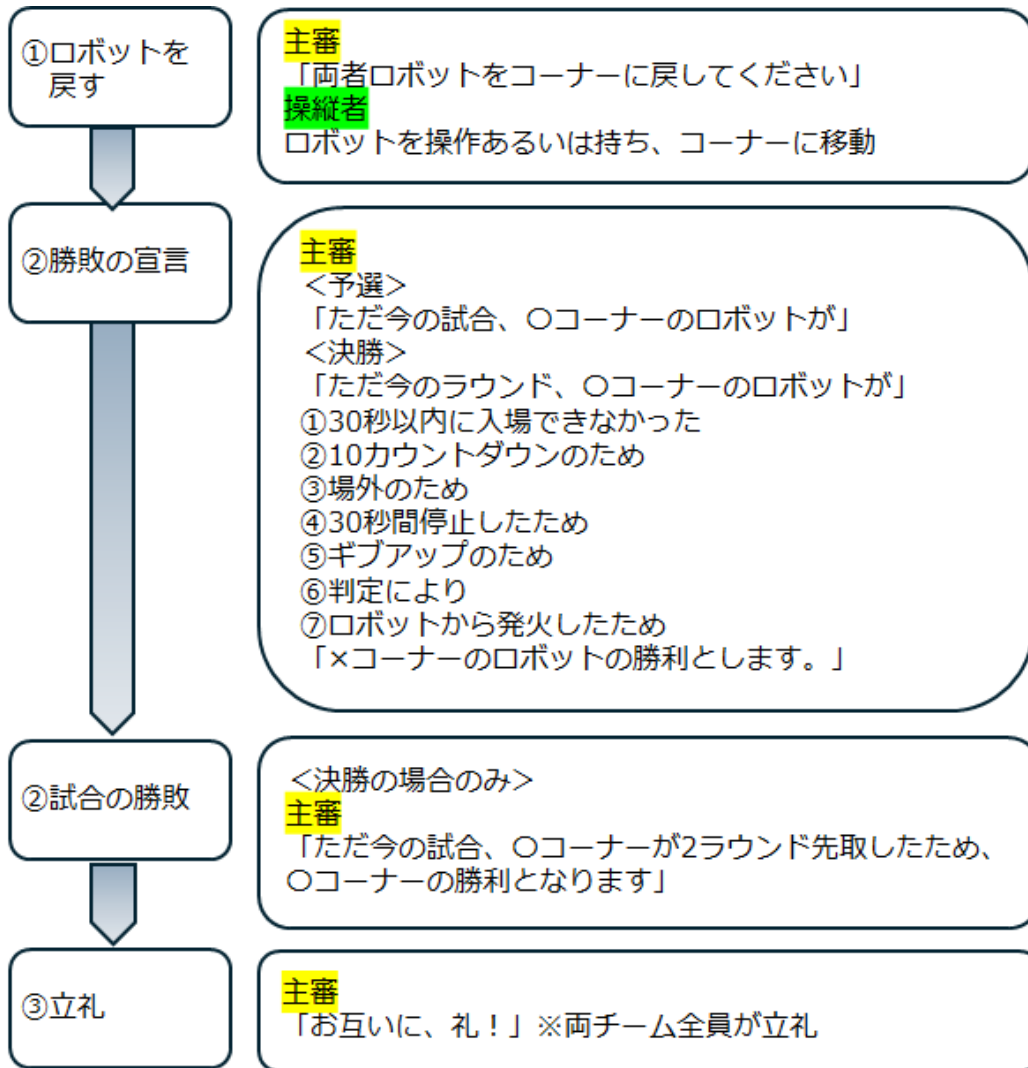 ①ロボットを
戻す
主審
「両者ロボットをコーナーに戻してください」
操縦者
ロボットを操作あるいは持ち、コーナーに移動
②勝敗の宣言
主審
＜予選＞
「ただ今の試合、〇コーナーのロボットが」
＜決勝＞
「ただ今のラウンド、〇コーナーのロボットが」
①30秒以内に入場できなかった
②10カウントダウンのため
③場外のため
④30秒間停止したため
⑤ギブアップのため
⑥判定により
⑦ロボットから発火したため
「×コーナーのロボットの勝利とします。」
②試合の勝敗
＜決勝の場合のみ＞
主審
「ただ今の試合、〇コーナーが2ラウンド先取したため、
〇コーナーの勝利となります」
③立礼
主審
「お互いに、礼！」※両チーム全員が立礼